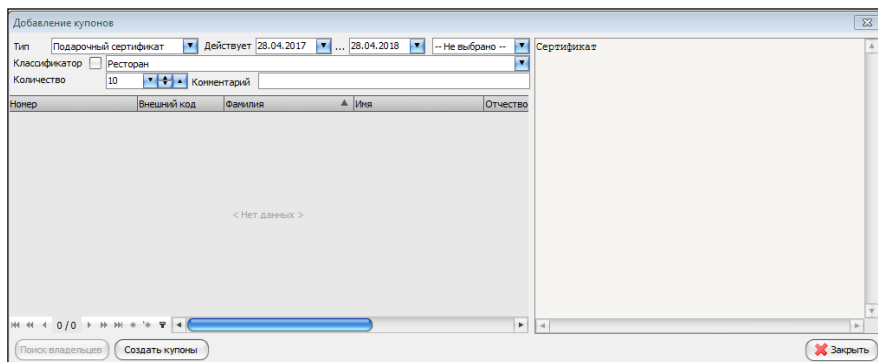 Добавление купонов
Тип Подарочный сертификат Действует 28.04.2017 ... 28.04.2018 -- Не выбрано --
Классификатор Ресторан
Количество 10 Комментарий
Сертификат
Номер Внешний код Фамилия Имя Отчество
< Нет данных >
0 / 0
Поиск владельцев Создать купоны Закрыть